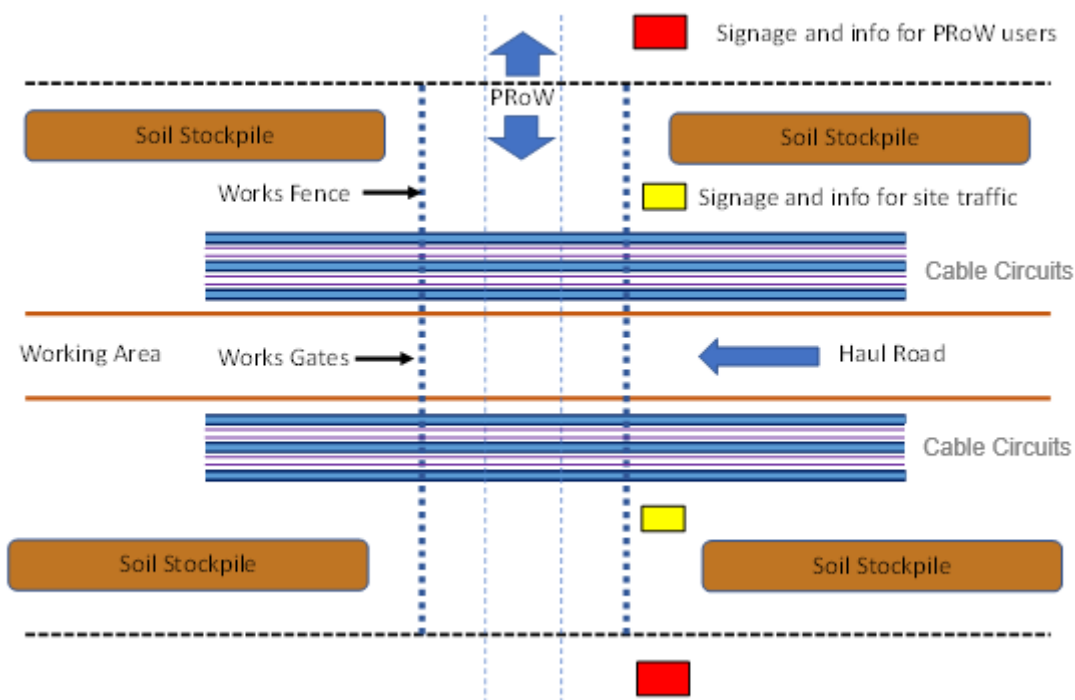 Signage and info for PRoW users
PRoW
Soil Stockpile
Soil Stockpile
Works Fence
Signage and info for site traffic
Cable Circuits
Working Area
Works Gates
Haul Road
Cable Circuits
Soil Stockpile
Soil Stockpile